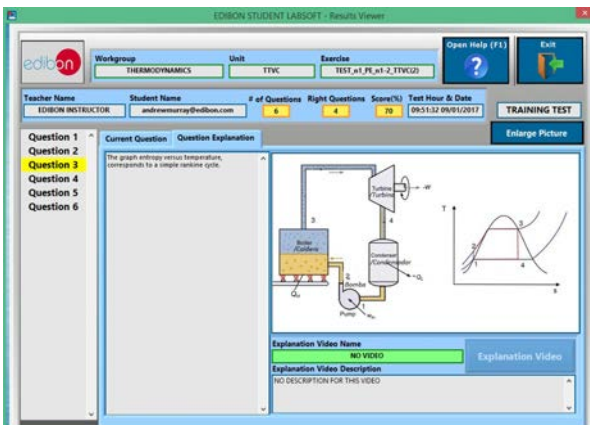 EDIBON STUDENT LABSOFT - Results Viewer
edibon
Workgroup
THERMODYNAMICS
Unit
TTVC
Exercise
TEST_n1_PE_n1-2_TTVC(2)
Open Help (F1)
?
Exit
Teacher Name
EDIBON INSTRUCTOR
Student Name
andrewmurray@edibon.com
# of Questions
6
Right Questions
4
Score(%)
70
Test Hour & Date
09:51:32 09/01/2017
TRAINING TEST
Question 1
Question 2
Question 3
Question 4
Question 5
Question 6
Current Question
Question Explanation
Enlarge Picture
The graph entropy versus temperature,
corresponds to a simple rankine cycle.
Turbine
/Turbina
-W
3
4
Boiler
/Caldera
Condenser
/Condensador
2
Bomba
1
Pump
T
3
2
1
4
s
Explanation Video Name
NO VIDEO
Explanation Video
Explanation Video Description
NO DESCRIPTION FOR THIS VIDEO